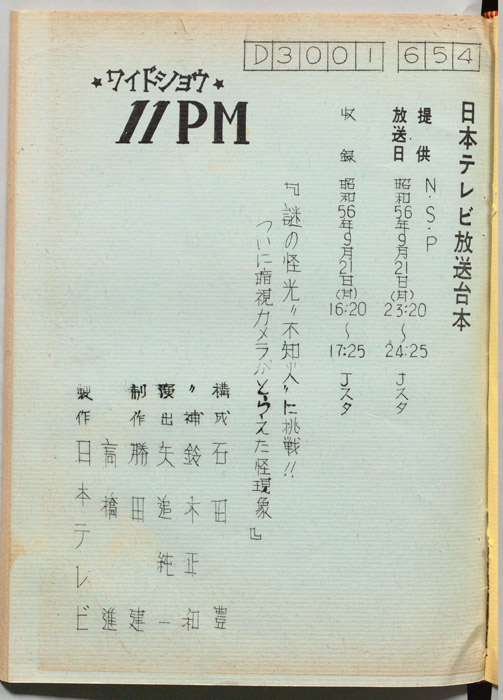 D3001 654
★ワイドショウ★
11PM
日本テレビ放送台本
提供 N・S・P
放送日 昭和56年9月21日(月) 23:20〜24:25 Jスタ
収録 昭和56年9月21日(月) 16:20〜17:25 Jスタ
『謎の怪光〃不知火〃に挑戦!!
ついに暗視カメラがとらえた怪現象』
構成 石田豊
〃 神鈴木正和
演出 矢追純一
制作 勝田建
高橋進
製作 日本テレビ